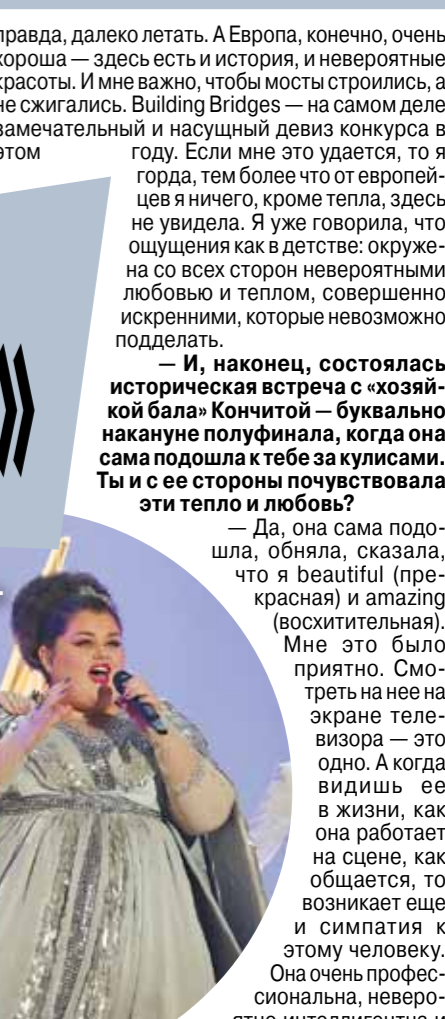 правда, далеко летать. А Европа, конечно, очень
хороша — здесь есть и история, и невероятные
красоты. И мне важно, чтобы мосты строились, а
не сжигались. Building Bridges — на самом деле
замечательный и насущный девиз конкурса в
этом году. Если мне это удается, то я
горда, тем более что от европей-
цев я ничего, кроме тепла, здесь
не увидела. Я уже говорила, что
ощущения как в детстве: окруже-
на со всех сторон невероятными
любовью и теплом, совершенно
искренними, которые невозможно
подделать.
— И, наконец, состоялась
историческая встреча с «хозяй-
кой бала» Кончитой — буквально
накануне полуфинала, когда она
сама подошла к тебе за кулисами.
Ты и с ее стороны почувствовала
эти тепло и любовь?
— Да, она сама подо-
шла, обняла, сказала,
что я beautiful (пре-
красная) и amazing
(восхитительная).
Мне это было
приятно. Смо-
треть на нее на
экране теле-
визора — это
одно. А когда
видишь ее
в жизни, как
она работает
на сцене, как
общается, то
возникает еще
и симпатия к
этому человеку.
Она очень профес-
сиональна, неверо-
ятно интеллигентна и
»